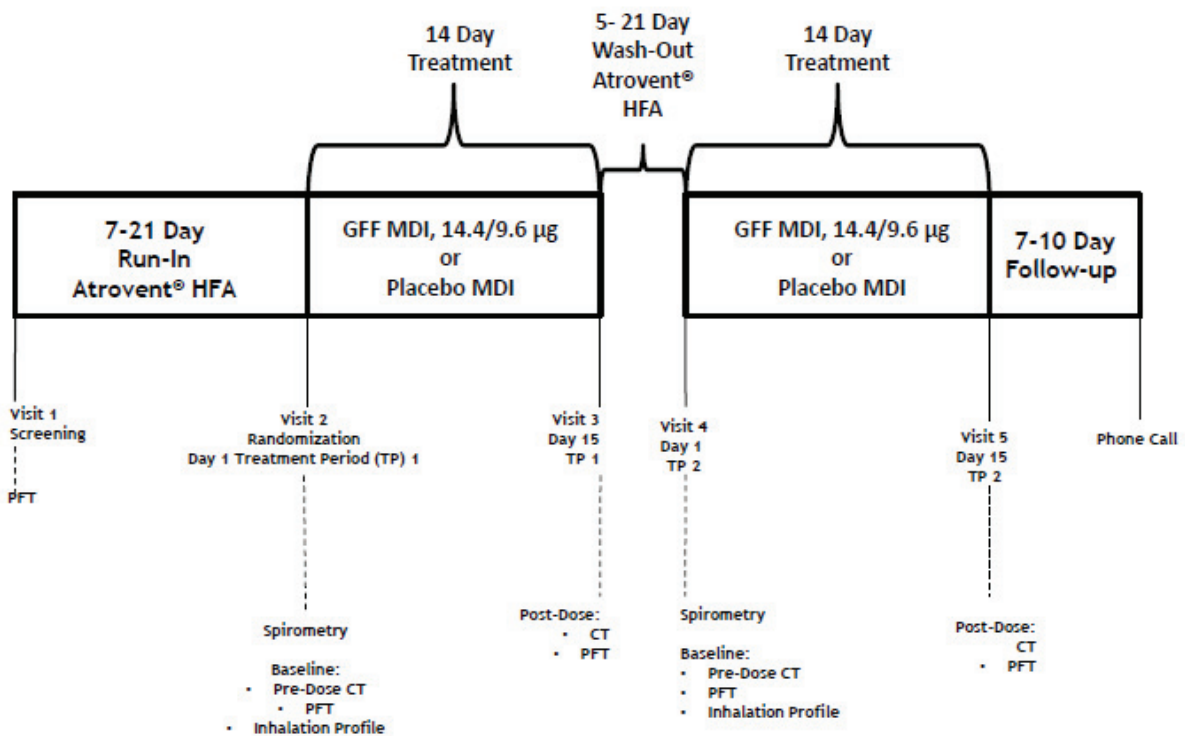 14 Day
Treatment
5- 21 Day
Wash-Out
Atrovent®
HFA
14 Day
Treatment
7-21 Day
Run-In
Atrovent® HFA
GFF MDI, 14.4/9.6 µg
or
Placebo MDI
GFF MDI, 14.4/9.6 µg
or
Placebo MDI
7-10 Day
Follow-up
Visit 1
Screening
PFT
Visit 2
Randomization
Day 1 Treatment Period (TP) 1
Spirometry
Baseline:
• Pre-Dose CT
• PFT
• Inhalation Profile
Visit 3
Day 15
TP 1
Post-Dose:
• CT
• PFT
Visit 4
Day 1
TP 2
Spirometry
Baseline:
• Pre-Dose CT
• PFT
• Inhalation Profile
Visit 5
Day 15
TP 2
Post-Dose:
CT
• PFT
Phone Call